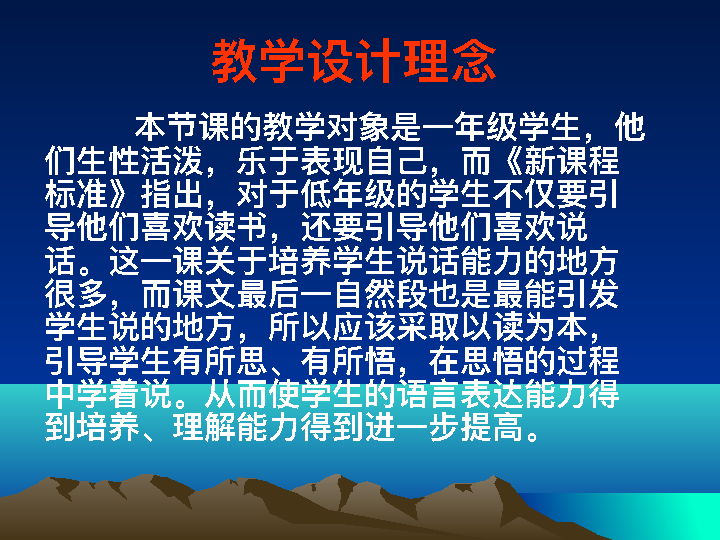 教学设计理念
本节课的教学对象是一年级学生，他
们生性活泼，乐于表现自己，而《新课程
标准》指出，对于低年级的学生不仅要引
导他们喜欢读书，还要引导他们喜欢说
话。这一课关于培养学生说话能力的地方
很多，而课文最后一自然段也是最能引发
学生说的地方，所以应该采取以读为本，
引导学生有所思、有所悟，在思悟的过程
中学着说。从而使学生的语言表达能力得
到培养、理解能力得到进一步提高。